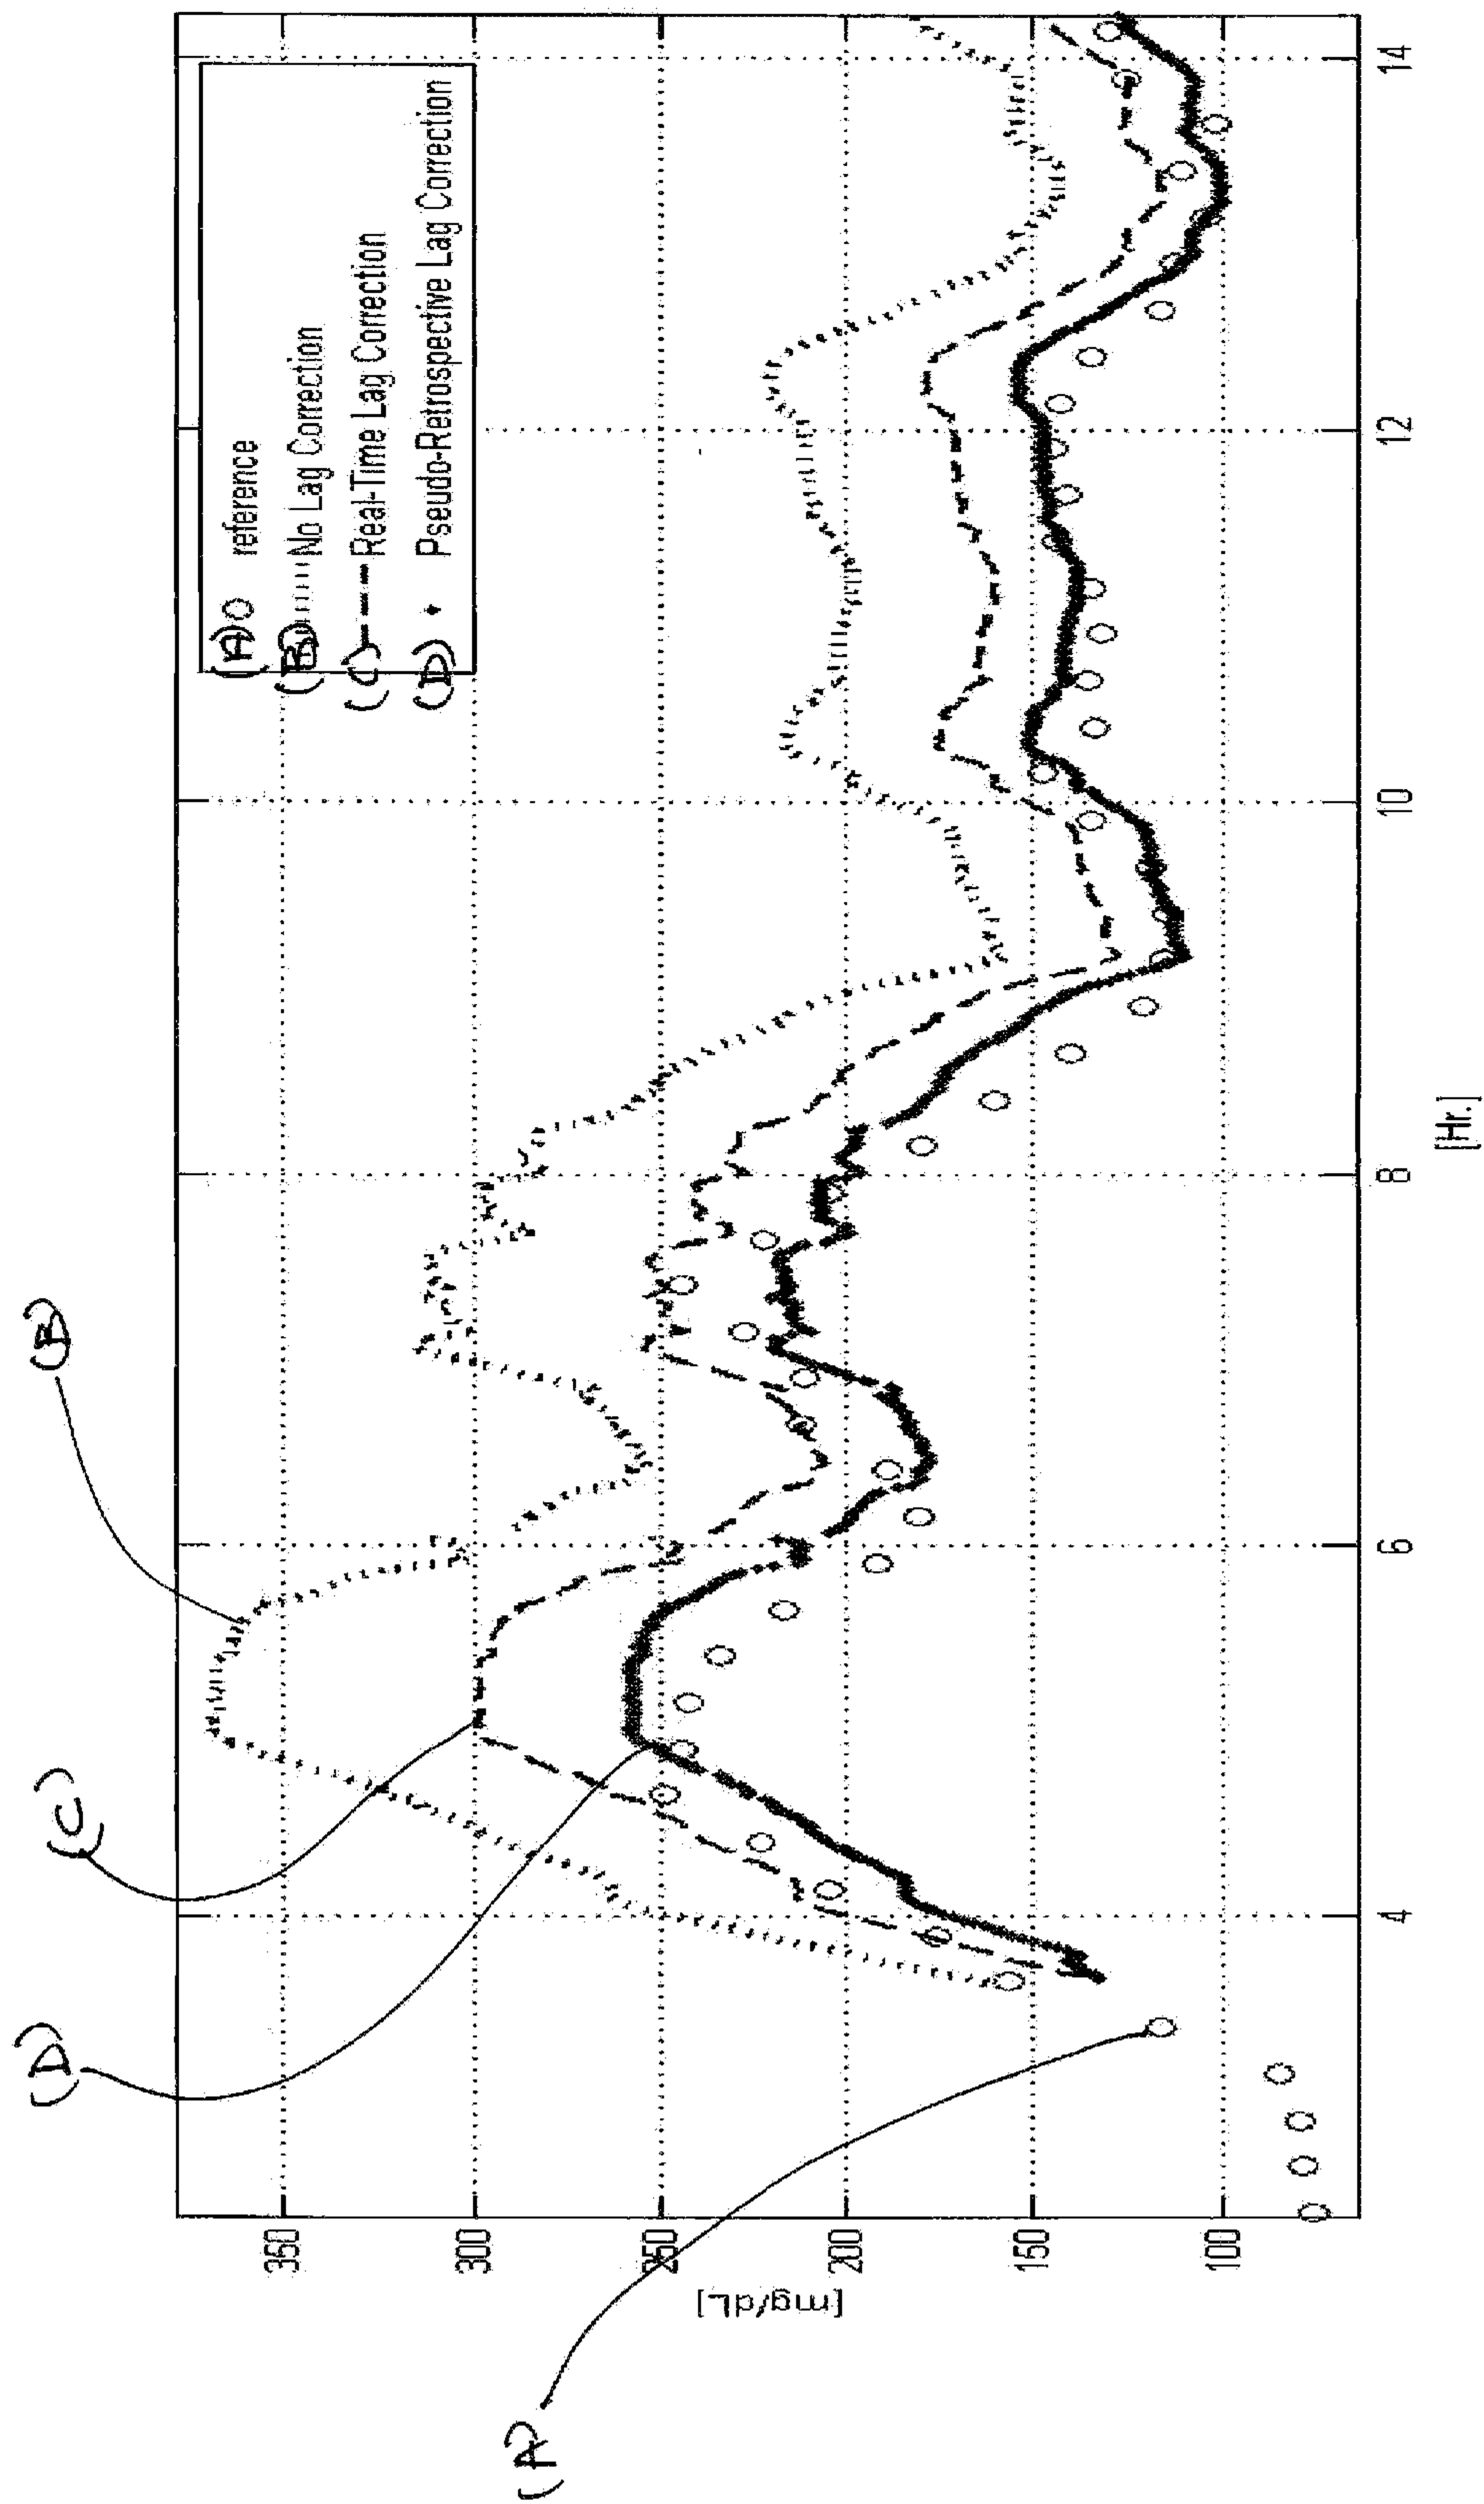 (A) reference
(B) No Lag Correction
(C) Real-Time Lag Correction
(D) Pseudo-Retrospective Lag Correction
(A)
(D)
(C)
(B)
[mg/dL]
350
300
250
200
150
100
4
6
8
10
12
14
[Hr.]